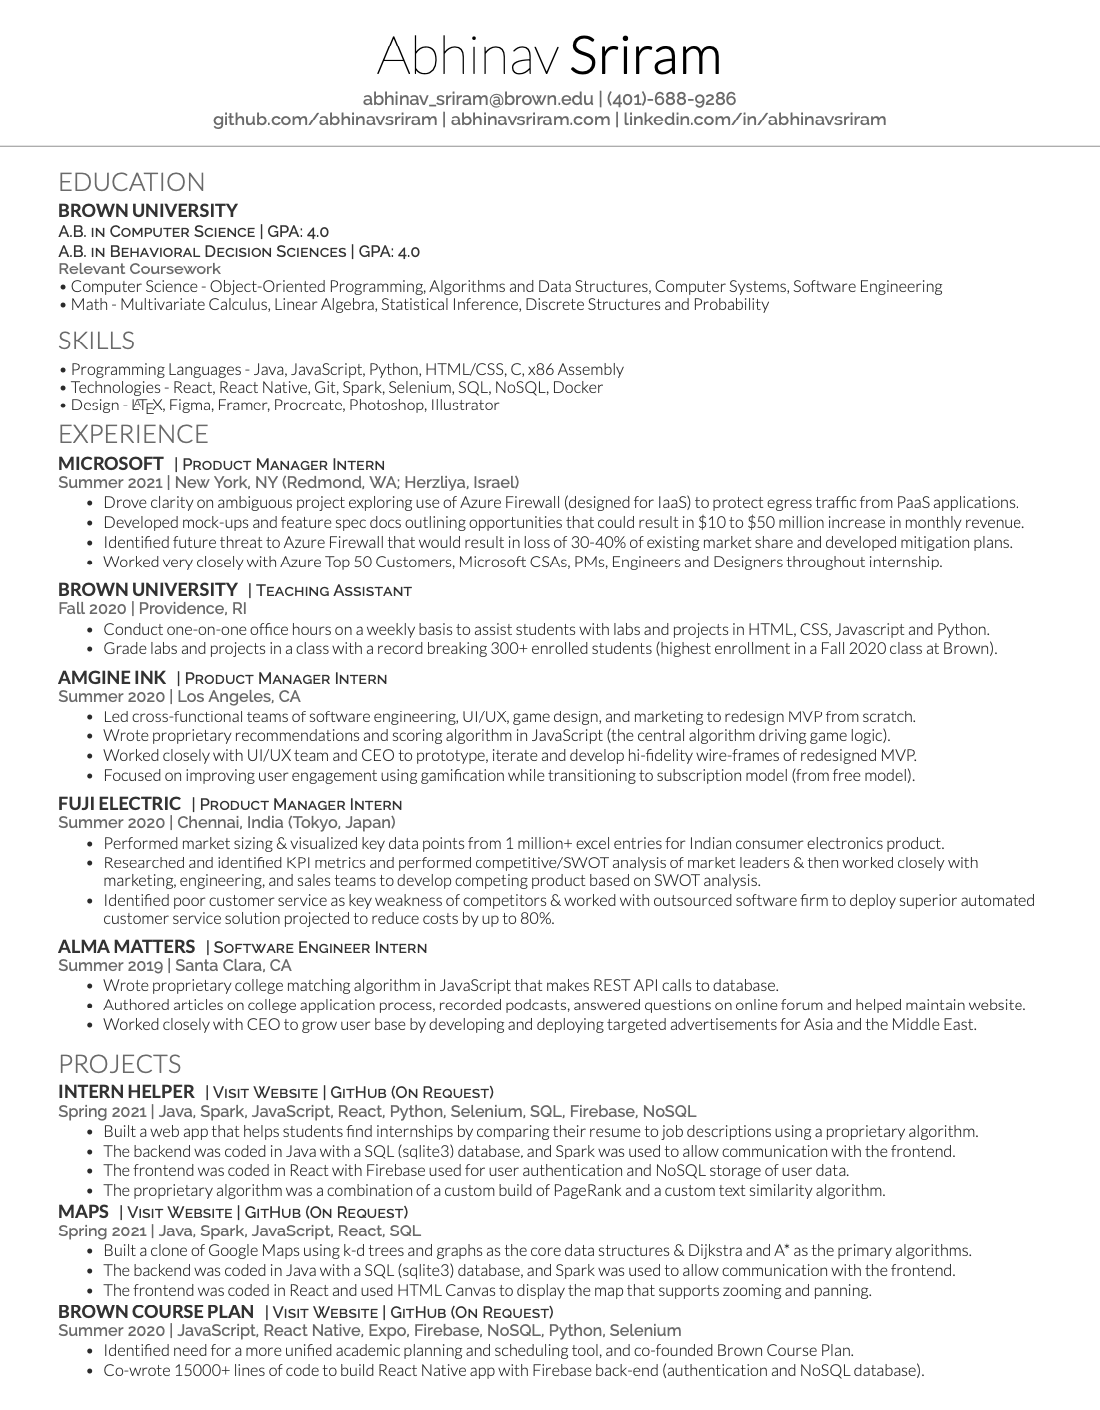 Abhinav Sriram
abhinav_sriram@brown.edu | (401)-688-9286
github.com/abhinavsriram | abhinavsriram.com | linkedin.com/in/abhinavsriram
EDUCATION
BROWN UNIVERSITY
A.B. in Computer Science | GPA: 4.0
A.B. in Behavioral Decision Sciences | GPA: 4.0
Relevant Coursework
• Computer Science - Object-Oriented Programming, Algorithms and Data Structures, Computer Systems, Software Engineering
• Math - Multivariate Calculus, Linear Algebra, Statistical Inference, Discrete Structures and Probability
SKILLS
• Programming Languages - Java, JavaScript, Python, HTML/CSS, C, x86 Assembly
• Technologies - React, React Native, Git, Spark, Selenium, SQL, NoSQL, Docker
• Design - LATEX, Figma, Framer, Procreate, Photoshop, Illustrator
EXPERIENCE
MICROSOFT | Product Manager Intern
Summer 2021 | New York, NY (Redmond, WA; Herzliya, Israel)
• Drove clarity on ambiguous project exploring use of Azure Firewall (designed for IaaS) to protect egress traffic from PaaS applications.
• Developed mock-ups and feature spec docs outlining opportunities that could result in $10 to $50 million increase in monthly revenue.
• Identified future threat to Azure Firewall that would result in loss of 30-40% of existing market share and developed mitigation plans.
• Worked very closely with Azure Top 50 Customers, Microsoft CSAs, PMs, Engineers and Designers throughout internship.
BROWN UNIVERSITY | Teaching Assistant
Fall 2020 | Providence, RI
• Conduct one-on-one office hours on a weekly basis to assist students with labs and projects in HTML, CSS, Javascript and Python.
• Grade labs and projects in a class with a record breaking 300+ enrolled students (highest enrollment in a Fall 2020 class at Brown).
AMGINE INK | Product Manager Intern
Summer 2020 | Los Angeles, CA
• Led cross-functional teams of software engineering, UI/UX, game design, and marketing to redesign MVP from scratch.
• Wrote proprietary recommendations and scoring algorithm in JavaScript (the central algorithm driving game logic).
• Worked closely with UI/UX team and CEO to prototype, iterate and develop hi-fidelity wire-frames of redesigned MVP.
• Focused on improving user engagement using gamification while transitioning to subscription model (from free model).
FUJI ELECTRIC | Product Manager Intern
Summer 2020 | Chennai, India (Tokyo, Japan)
• Performed market sizing & visualized key data points from 1 million+ excel entries for Indian consumer electronics product.
• Researched and identified KPI metrics and performed competitive/SWOT analysis of market leaders & then worked closely with
marketing, engineering, and sales teams to develop competing product based on SWOT analysis.
• Identified poor customer service as key weakness of competitors & worked with outsourced software firm to deploy superior automated
customer service solution projected to reduce costs by up to 80%.
ALMA MATTERS | Software Engineer Intern
Summer 2019 | Santa Clara, CA
• Wrote proprietary college matching algorithm in JavaScript that makes REST API calls to database.
• Authored articles on college application process, recorded podcasts, answered questions on online forum and helped maintain website.
• Worked closely with CEO to grow user base by developing and deploying targeted advertisements for Asia and the Middle East.
PROJECTS
INTERN HELPER | Visit Website | GitHub (On Request)
Spring 2021 | Java, Spark, JavaScript, React, Python, Selenium, SQL, Firebase, NoSQL
• Built a web app that helps students find internships by comparing their resume to job descriptions using a proprietary algorithm.
• The backend was coded in Java with a SQL (sqlite3) database, and Spark was used to allow communication with the frontend.
• The frontend was coded in React with Firebase used for user authentication and NoSQL storage of user data.
• The proprietary algorithm was a combination of a custom build of PageRank and a custom text similarity algorithm.
MAPS | Visit Website | GitHub (On Request)
Spring 2021 | Java, Spark, JavaScript, React, SQL
• Built a clone of Google Maps using k-d trees and graphs as the core data structures & Dijkstra and A* as the primary algorithms.
• The backend was coded in Java with a SQL (sqlite3) database, and Spark was used to allow communication with the frontend.
• The frontend was coded in React and used HTML Canvas to display the map that supports zooming and panning.
BROWN COURSE PLAN | Visit Website | GitHub (On Request)
Summer 2020 | JavaScript, React Native, Expo, Firebase, NoSQL, Python, Selenium
• Identified need for a more unified academic planning and scheduling tool, and co-founded Brown Course Plan.
• Co-wrote 15000+ lines of code to build React Native app with Firebase back-end (authentication and NoSQL database).